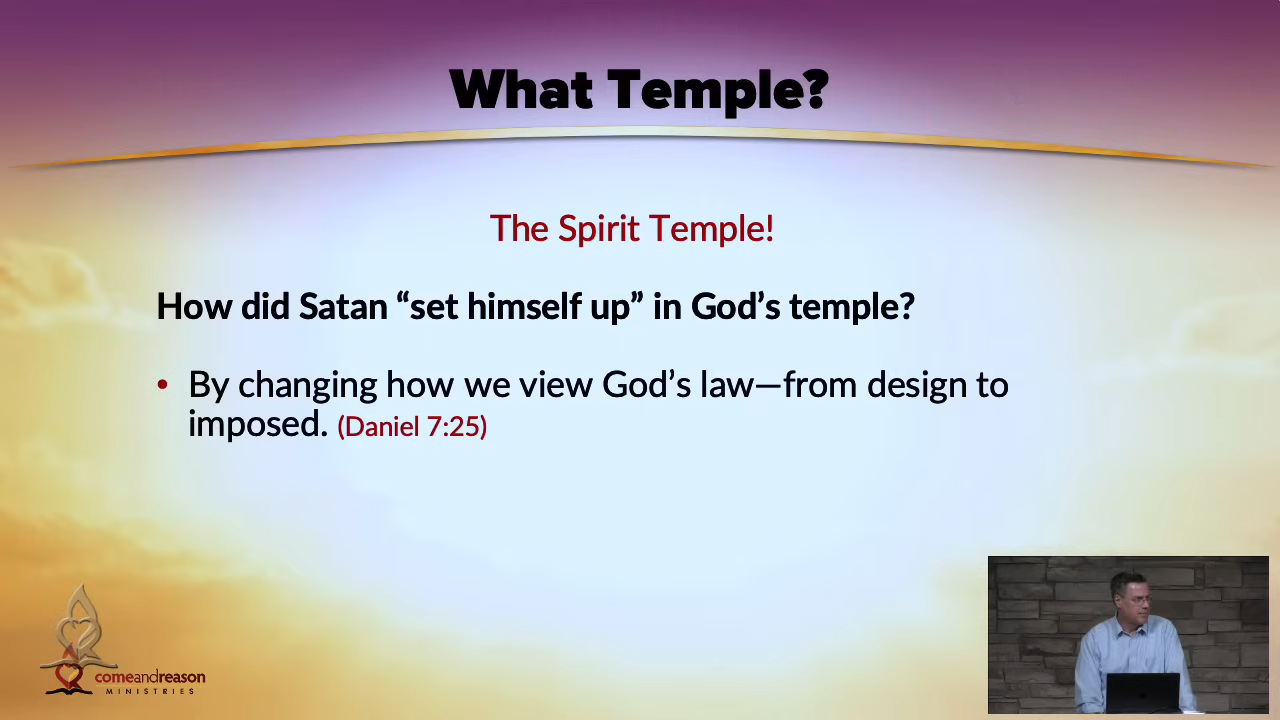 What Temple?
The Spirit Temple!
How did Satan “set himself up” in God’s temple?
• By changing how we view God’s law—from design to
imposed. (Daniel 7:25)
comeandreason
MINISTRIES